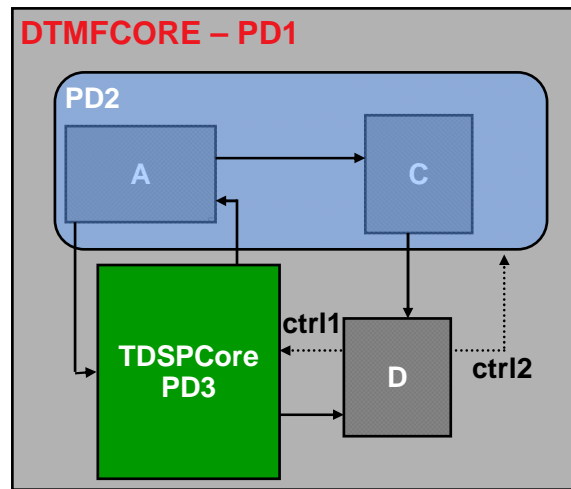 DTMFCORE – PD1
PD2
A
C
ctrl1
TDSPCore
PD3
D
ctrl2